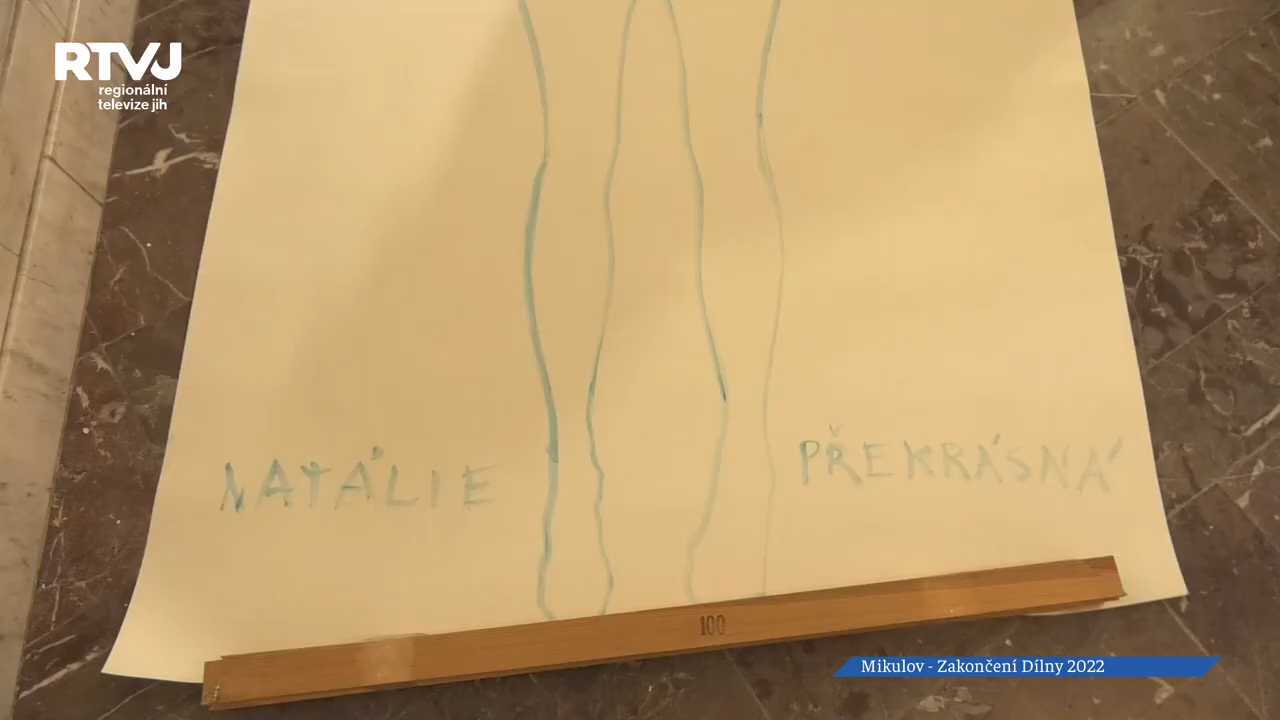 RTVJ
regionální
televize jih
NATÁLIE
PŘEKRÁSNÁ
100
Mikulov - Zakončení Dílny 2022